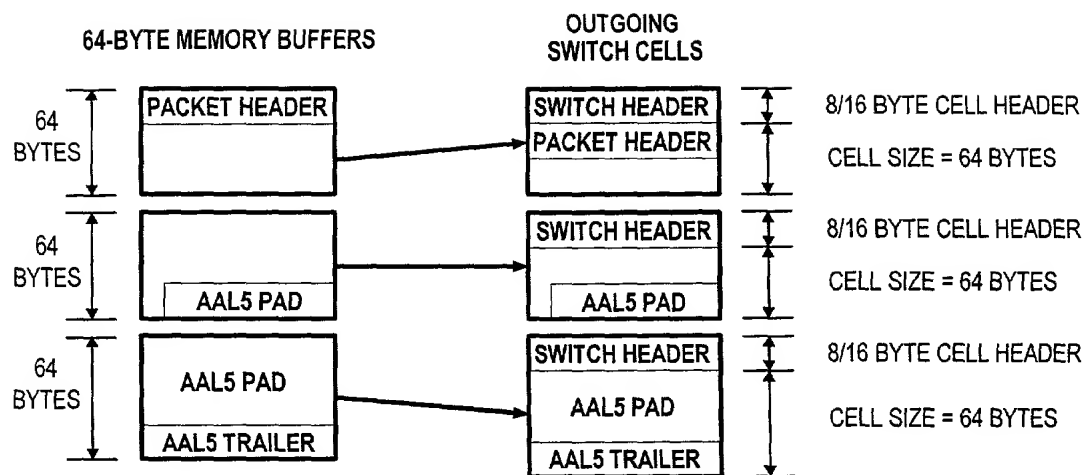 64-BYTE MEMORY BUFFERS
OUTGOING
SWITCH CELLS
64
BYTES
PACKET HEADER
SWITCH HEADER
PACKET HEADER
8/16 BYTE CELL HEADER
CELL SIZE = 64 BYTES
64
BYTES
AAL5 PAD
SWITCH HEADER
AAL5 PAD
8/16 BYTE CELL HEADER
CELL SIZE = 64 BYTES
64
BYTES
AAL5 PAD
AAL5 TRAILER
SWITCH HEADER
AAL5 PAD
AAL5 TRAILER
8/16 BYTE CELL HEADER
CELL SIZE = 64 BYTES